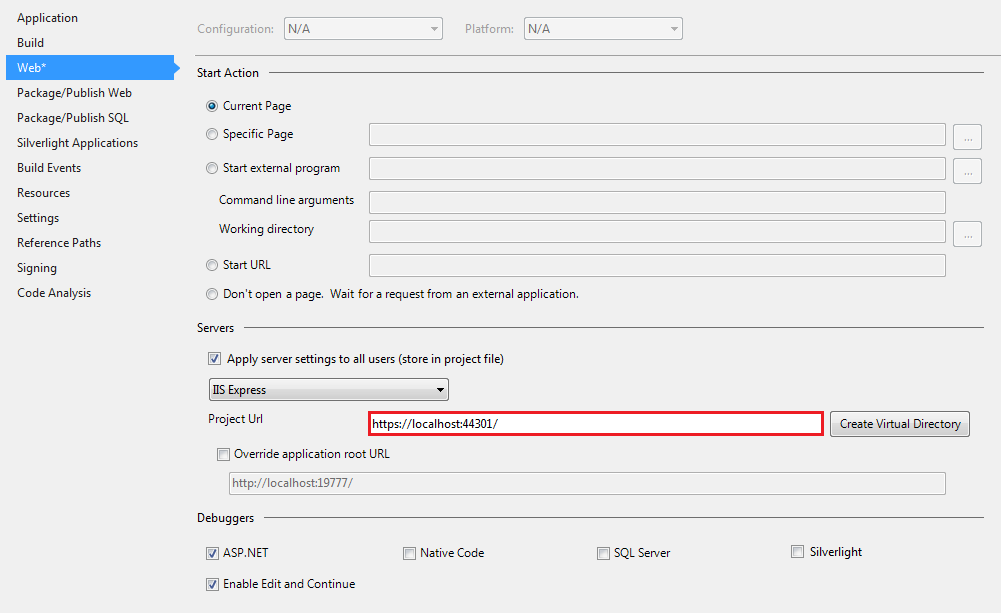 Application
Build
Web*
Package/Publish Web
Package/Publish SQL
Silverlight Applications
Build Events
Resources
Settings
Reference Paths
Signing
Code Analysis
Configuration: N/A Platform: N/A
Start Action
Current Page
Specific Page ...
Start external program ...
Command line arguments
Working directory ...
Start URL
Don't open a page. Wait for a request from an external application.
Servers
Apply server settings to all users (store in project file)
IIS Express
Project Url https://localhost:44301/ Create Virtual Directory
Override application root URL
http://localhost:19777/
Debuggers
ASP.NET Native Code SQL Server Silverlight
Enable Edit and Continue